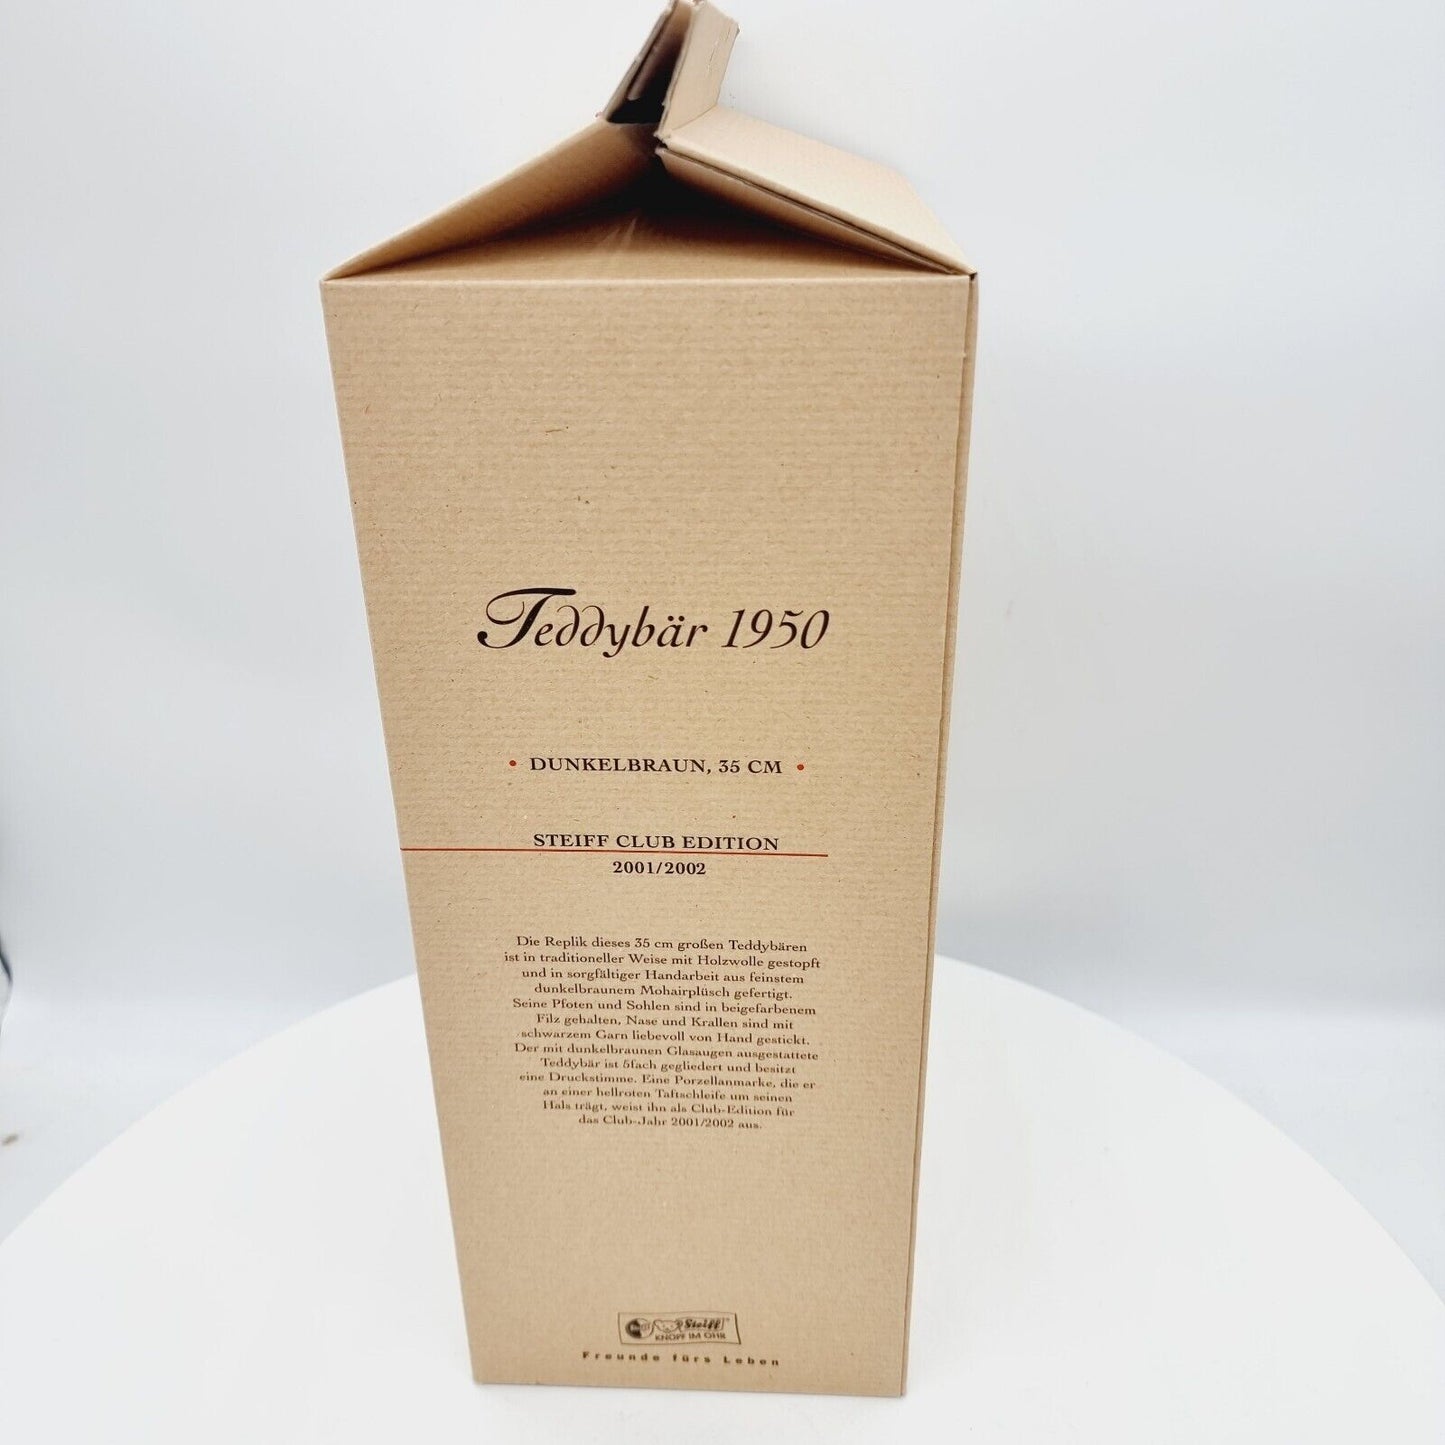 Teddybär 1950
• DUNKELBRAUN, 35 CM •
STEIFF CLUB EDITION
2001/2002
Die Replik dieses 35 cm großen Teddybären
ist in traditioneller Weise mit Holzwolle gestopft
und in sorgfältiger Handarbeit aus feinstem
dunkelbraunem Mohairplüsch gefertigt.
Seine Pfoten und Sohlen sind in beigefarbenem
Filz gehalten, Nase und Krallen sind mit
schwarzem Garn liebevoll von Hand gestickt.
Der mit dunkelbraunen Glasaugen ausgestattete
Teddybär ist 5fach gegliedert und besitzt
eine Druckstimme. Eine Porzellanmarke, die er
an einer hellroten Taftschleife um seinen
Hals trägt, weist ihn als Club-Edition für
das Club-Jahr 2001/2002 aus.
Steiff
KNOPF IM OHR
Freunde fürs Leben